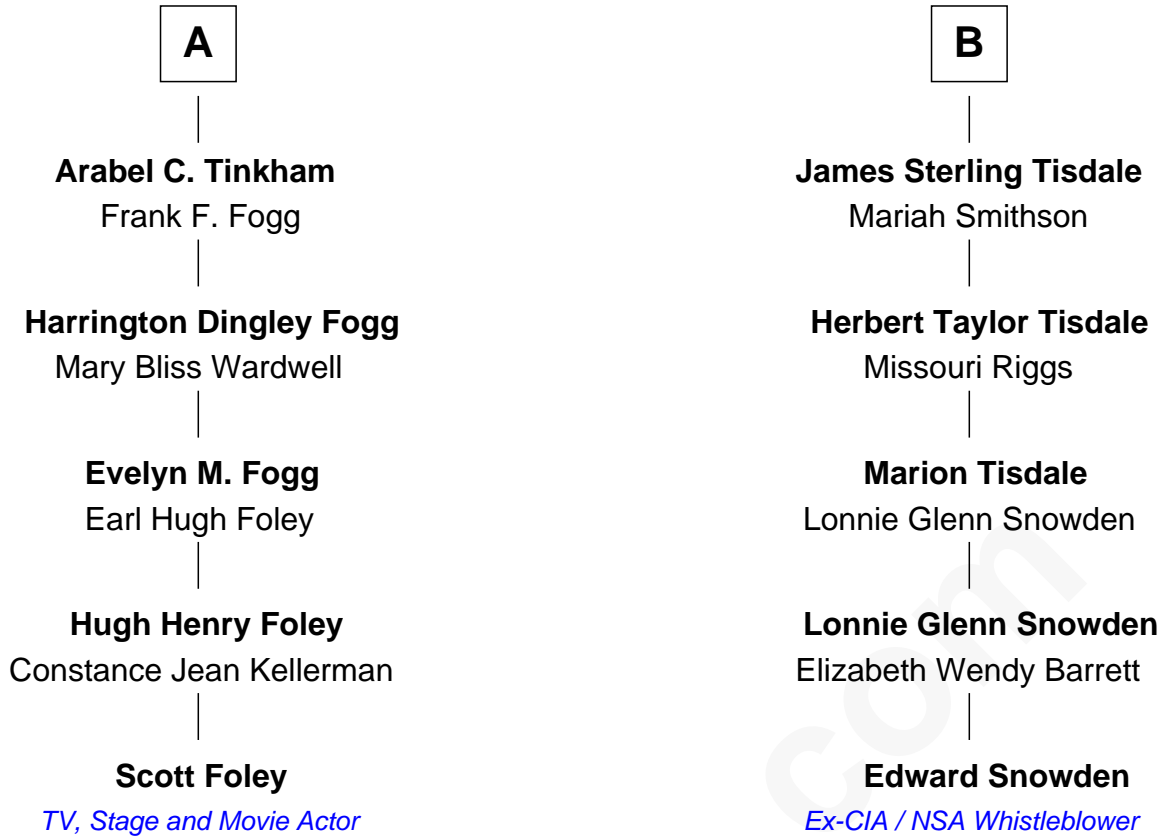 A
Arabel C. Tinkham
Frank F. Fogg
Harrington Dingley Fogg
Mary Bliss Wardwell
Evelyn M. Fogg
Earl Hugh Foley
Hugh Henry Foley
Constance Jean Kellerman
Scott Foley
TV, Stage and Movie Actor
B
James Sterling Tisdale
Mariah Smithson
Herbert Taylor Tisdale
Missouri Riggs
Marion Tisdale
Lonnie Glenn Snowden
Lonnie Glenn Snowden
Elizabeth Wendy Barrett
Edward Snowden
Ex-CIA / NSA Whistleblower
com